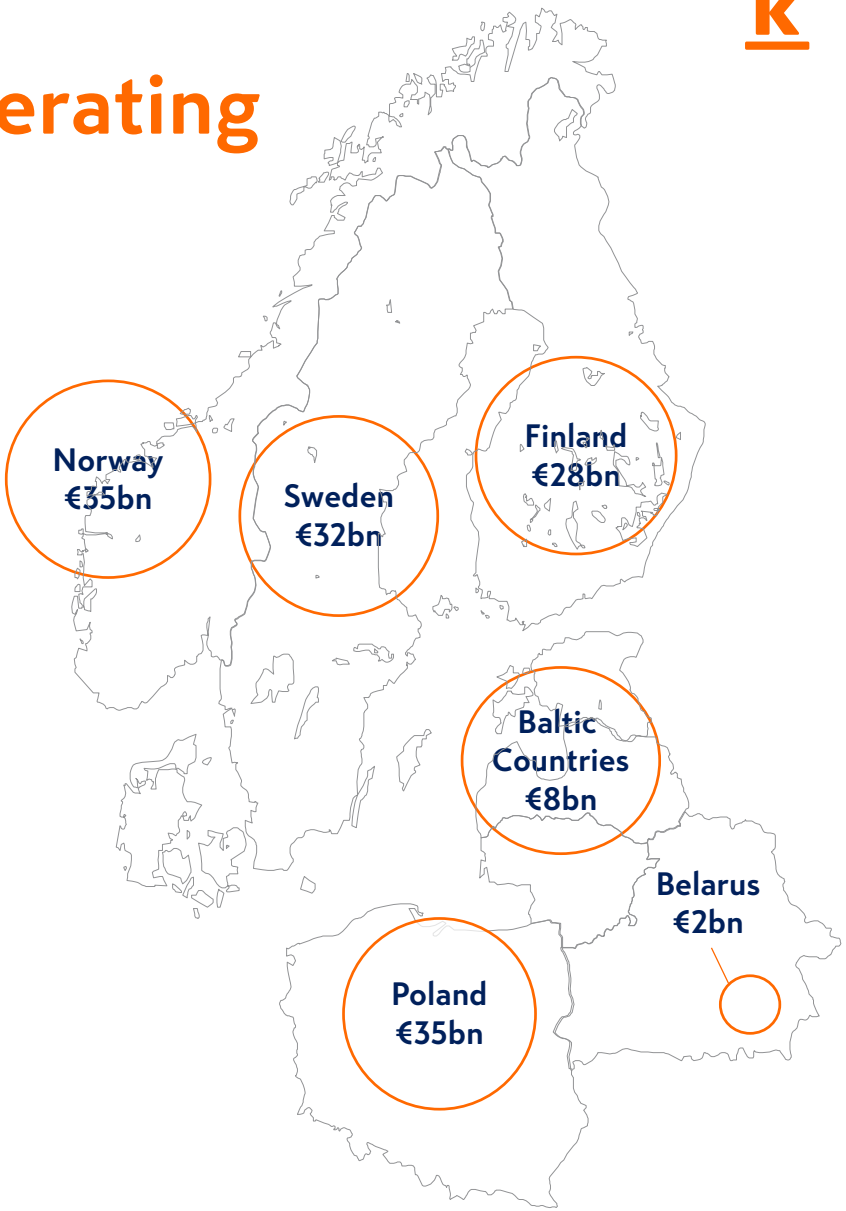 K
erating
Finland
€28bn
Norway
€35bn
Sweden
€32bn
Baltic
Countries
€8bn
Belarus
€2bn
Poland
€35bn